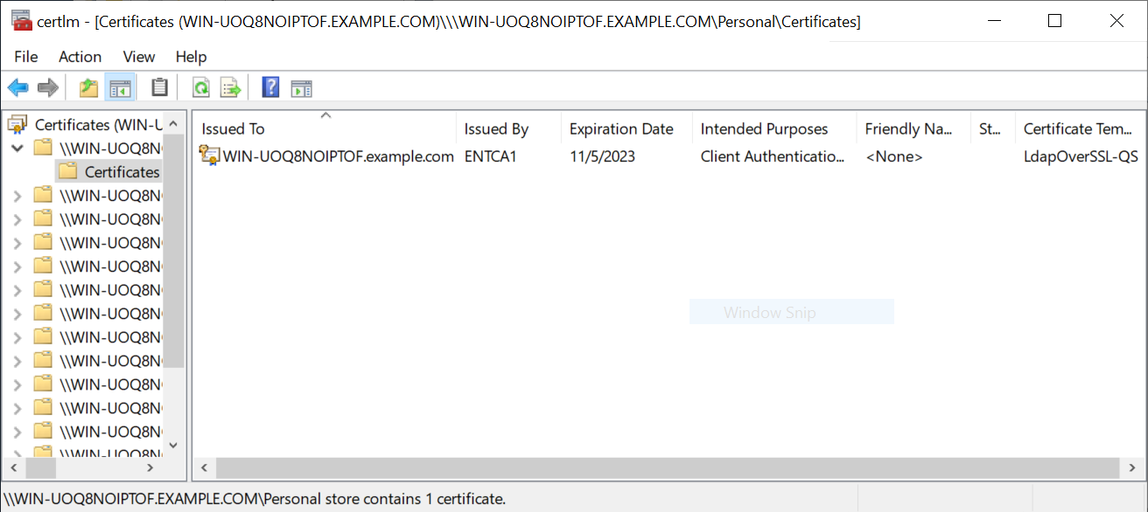 certlm - [Certificates (WIN-UOQ8NOIPTOF.EXAMPLE.COM)\\\WIN-UOQ8NOIPTOF.EXAMPLE.COM\Personal\Certificates]
File Action View Help
Certificates (WIN-U
\\WIN-UOQ8N
Certificates
\\WIN-UOQ8N
\\WIN-UOQ8N
\\WIN-UOQ8N
\\WIN-UOQ8N
\\WIN-UOQ8N
\\WIN-UOQ8N
\\WIN-UOQ8N
\\WIN-UOQ8N
\\WIN-UOQ8N
\\WIN-UOQ8N
\\WIN-UOQ8N
\\WIN-UOQ8N
Issued To Issued By Expiration Date Intended Purposes Friendly Na... St... Certificate Tem...
WIN-UOQ8NOIPTOF.example.com ENTCA1 11/5/2023 Client Authenticatio... <None> LdapOverSSL-QS
Window Snip
\\WIN-UOQ8NOIPTOF.EXAMPLE.COM\Personal store contains 1 certificate.